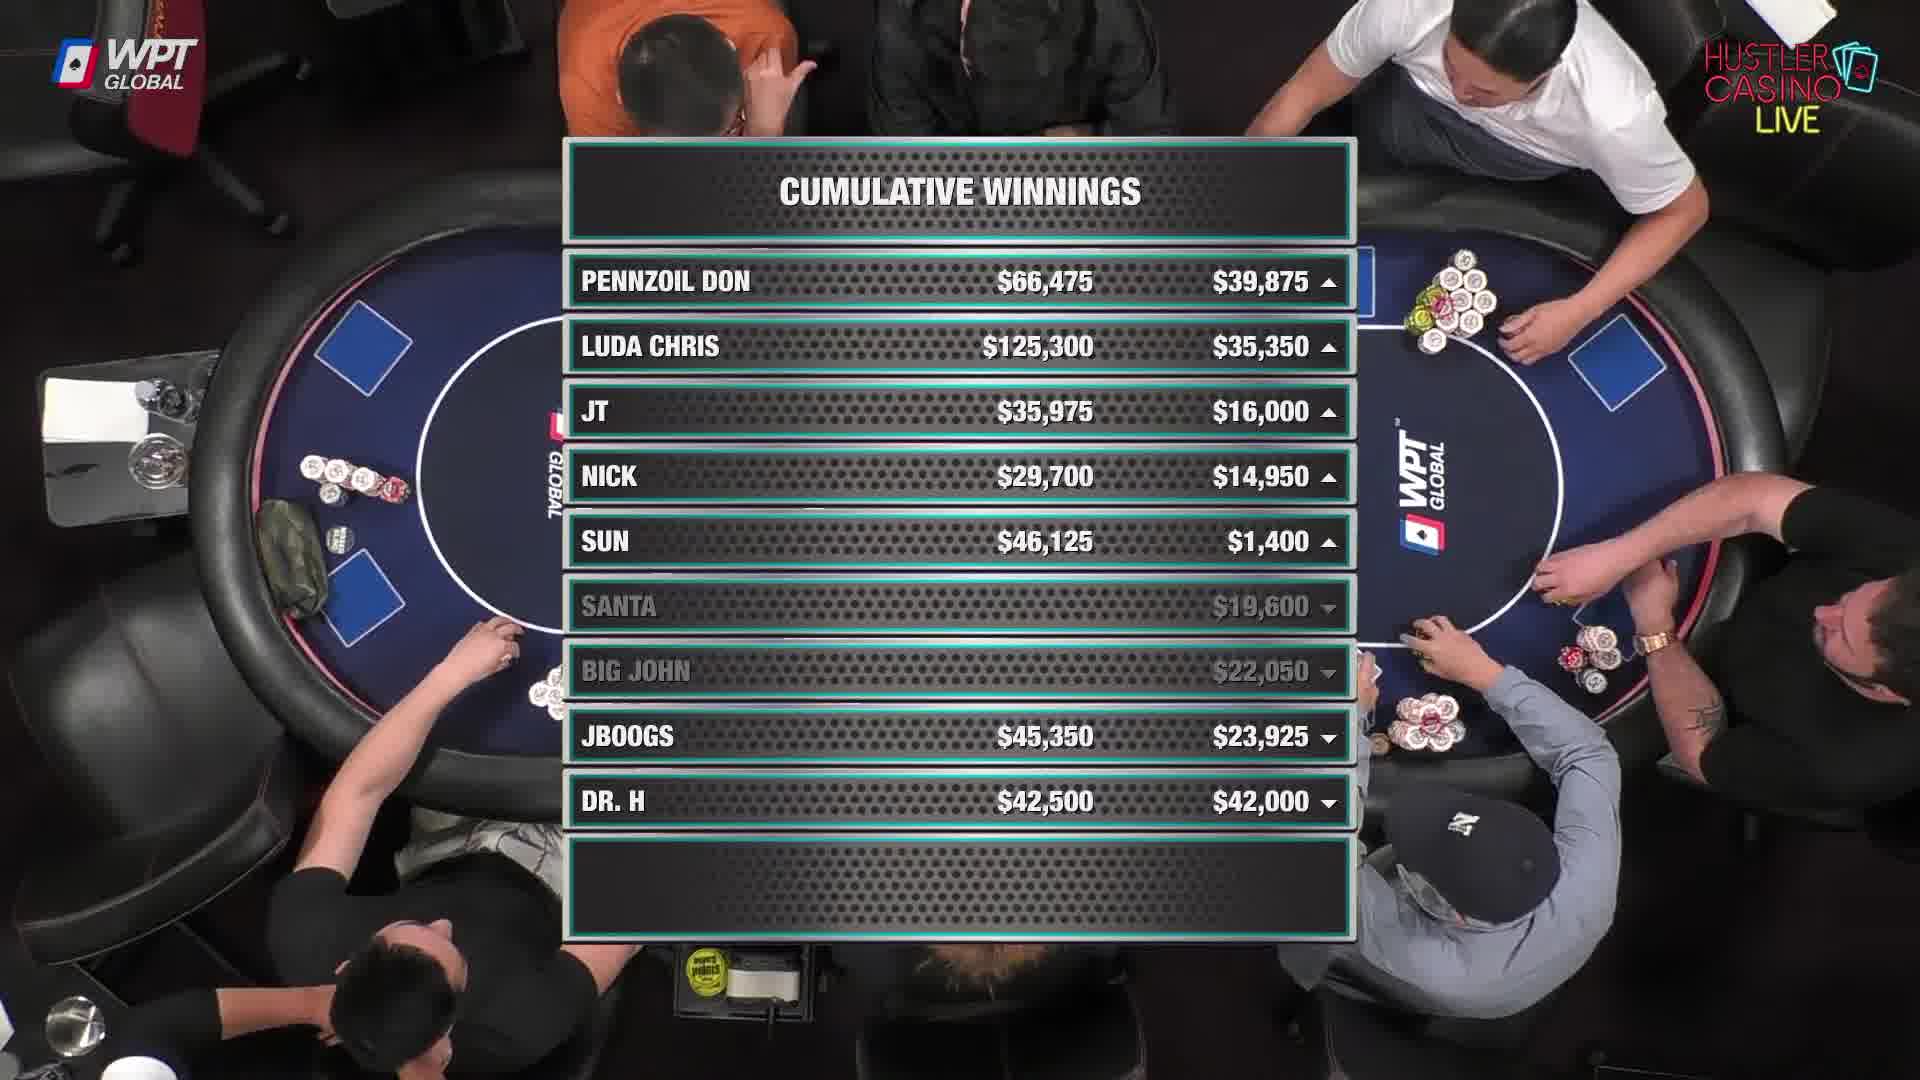 WPT
GLOBAL
HUSTLER
CASINO
LIVE
CUMULATIVE WINNINGS
PENNZOIL DON $66,475 $39,875
LUDA CHRIS $125,300 $35,350
JT $35,975 $16,000
NICK $29,700 $14,950
SUN $46,125 $1,400
SANTA $19,600
BIG JOHN $22,050
JBOOGS $45,350 $23,925
DR. H $42,500 $42,000
GLOBAL
WPT
GLOBAL
N